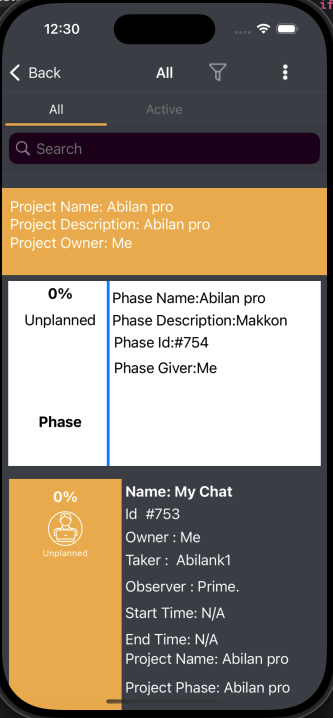 if
12:30
Back
All
All
Active
Search
Project Name: Abilan pro
Project Description: Abilan pro
Project Owner: Me
0%
Unplanned
Phase
Phase Name:Abilan pro
Phase Description:Makkon
Phase Id:#754
Phase Giver:Me
0%
Unplanned
Name: My Chat
Id #753
Owner : Me
Taker : Abilank1
Observer : Prime.
Start Time: N/A
End Time: N/A
Project Name: Abilan pro
Project Phase: Abilan pro